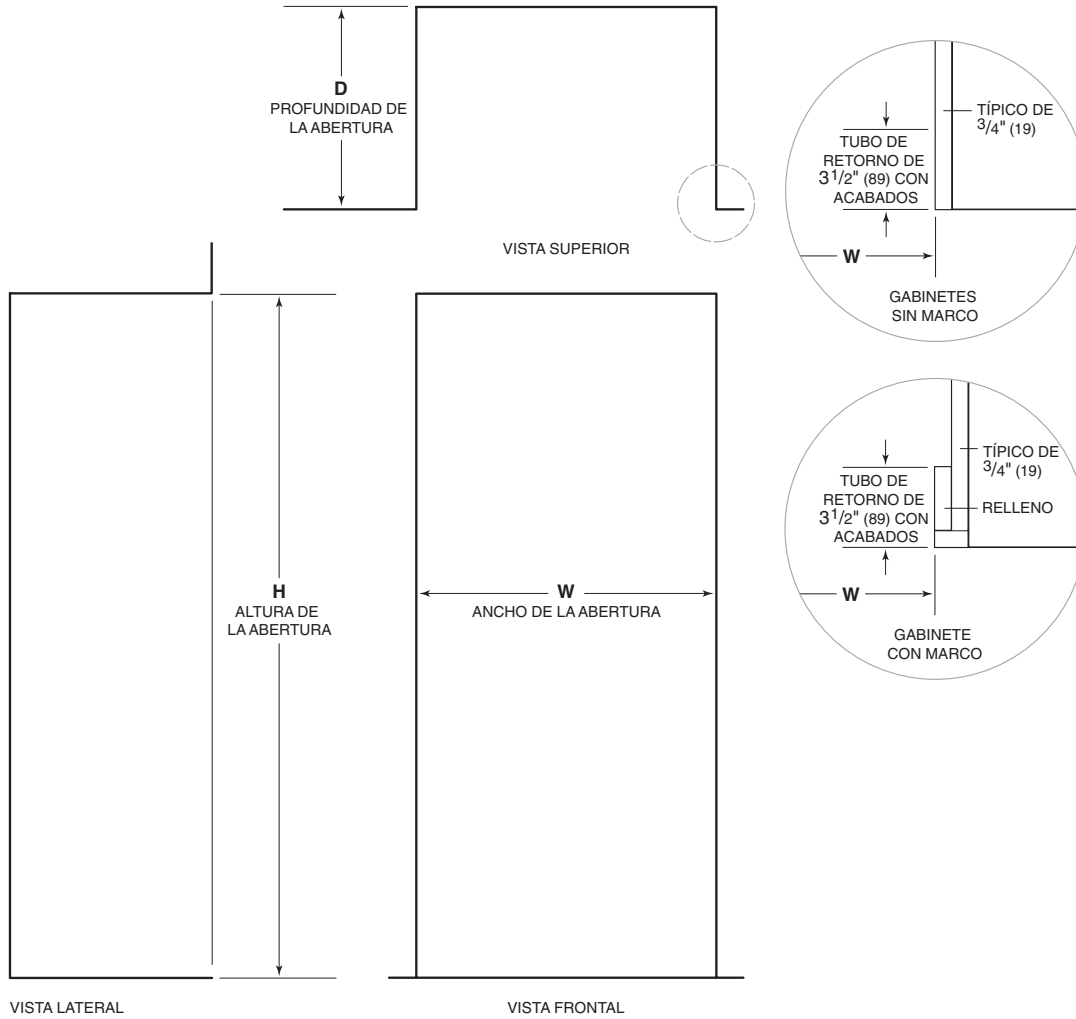 D
PROFUNDIDAD DE
LA ABERTURA
VISTA SUPERIOR
TUBO DE
RETORNO DE
3 1/2" (89) CON
ACABADOS
TÍPICO DE
3/4" (19)
W
GABINETES
SIN MARCO
TUBO DE
RETORNO DE
3 1/2" (89) CON
ACABADOS
TÍPICO DE
3/4" (19)
RELLENO
W
GABINETE
CON MARCO
H
ALTURA DE
LA ABERTURA
W
ANCHO DE LA ABERTURA
VISTA LATERAL
VISTA FRONTAL